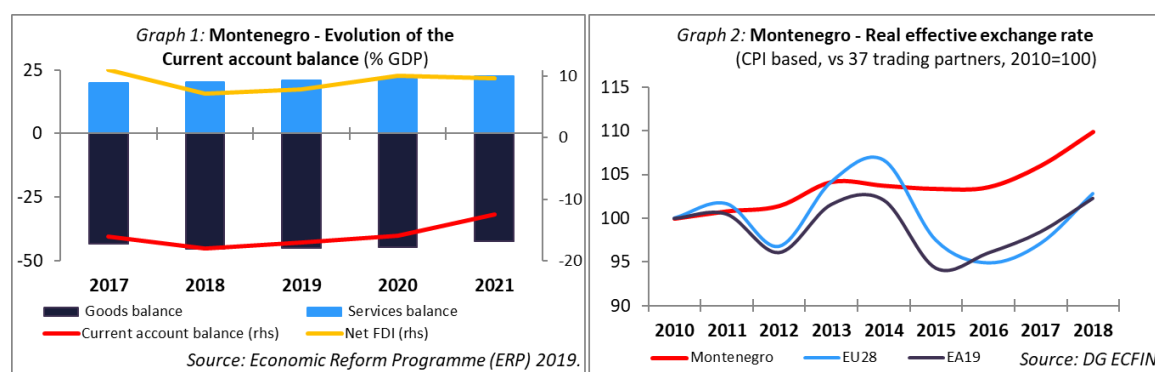 Graph 1: Montenegro - Evolution of the
Current account balance (% GDP)
25
0
-25
-50
10
0
-10
-20
2017 2018 2019 2020 2021
Goods balance Services balance
Current account balance (rhs) Net FDI (rhs)
Source: Economic Reform Programme (ERP) 2019.
Graph 2: Montenegro - Real effective exchange rate
(CPI based, vs 37 trading partners, 2010=100)
115
110
105
100
95
90
2010 2011 2012 2013 2014 2015 2016 2017 2018
Montenegro EU28 EA19 Source: DG ECFIN